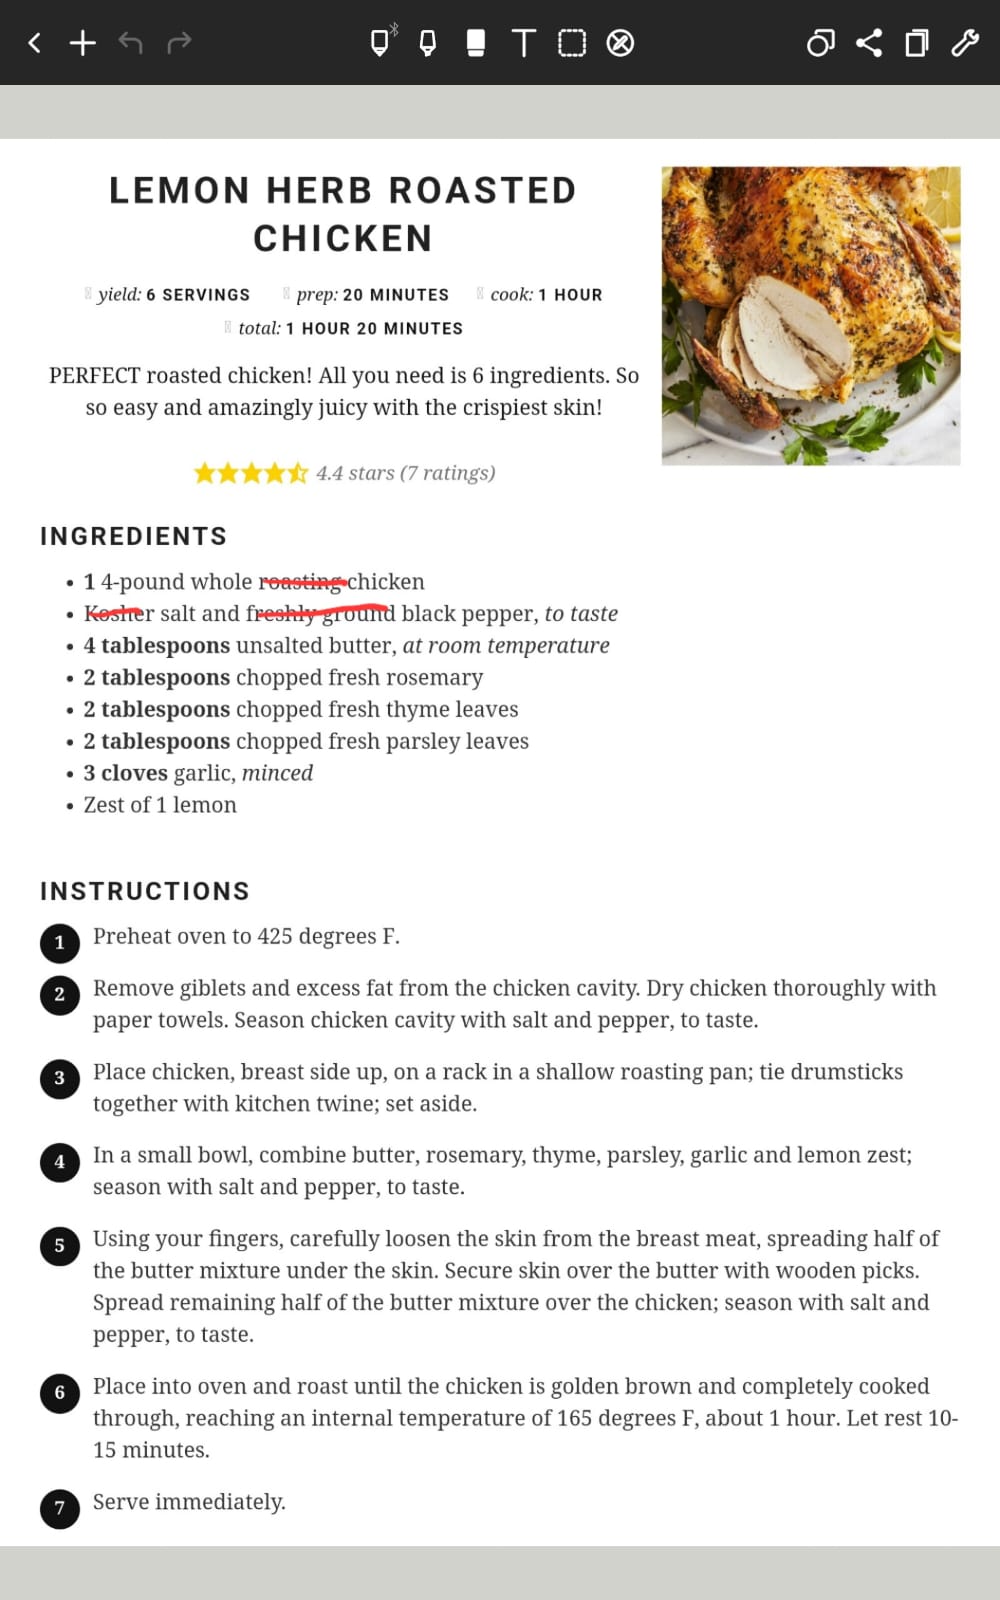 LEMON HERB ROASTED
CHICKEN
yield: 6 SERVINGS prep: 20 MINUTES cook: 1 HOUR
total: 1 HOUR 20 MINUTES
PERFECT roasted chicken! All you need is 6 ingredients. So
so easy and amazingly juicy with the crispiest skin!
4.4 stars (7 ratings)
INGREDIENTS
• 1 4-pound whole roasting chicken
• Kosher salt and freshly ground black pepper, to taste
• 4 tablespoons unsalted butter, at room temperature
• 2 tablespoons chopped fresh rosemary
• 2 tablespoons chopped fresh thyme leaves
• 2 tablespoons chopped fresh parsley leaves
• 3 cloves garlic, minced
• Zest of 1 lemon
INSTRUCTIONS
1 Preheat oven to 425 degrees F.
2 Remove giblets and excess fat from the chicken cavity. Dry chicken thoroughly with
paper towels. Season chicken cavity with salt and pepper, to taste.
3 Place chicken, breast side up, on a rack in a shallow roasting pan; tie drumsticks
together with kitchen twine; set aside.
4 In a small bowl, combine butter, rosemary, thyme, parsley, garlic and lemon zest;
season with salt and pepper, to taste.
5 Using your fingers, carefully loosen the skin from the breast meat, spreading half of
the butter mixture under the skin. Secure skin over the butter with wooden picks.
Spread remaining half of the butter mixture over the chicken; season with salt and
pepper, to taste.
6 Place into oven and roast until the chicken is golden brown and completely cooked
through, reaching an internal temperature of 165 degrees F, about 1 hour. Let rest 10-
15 minutes.
7 Serve immediately.